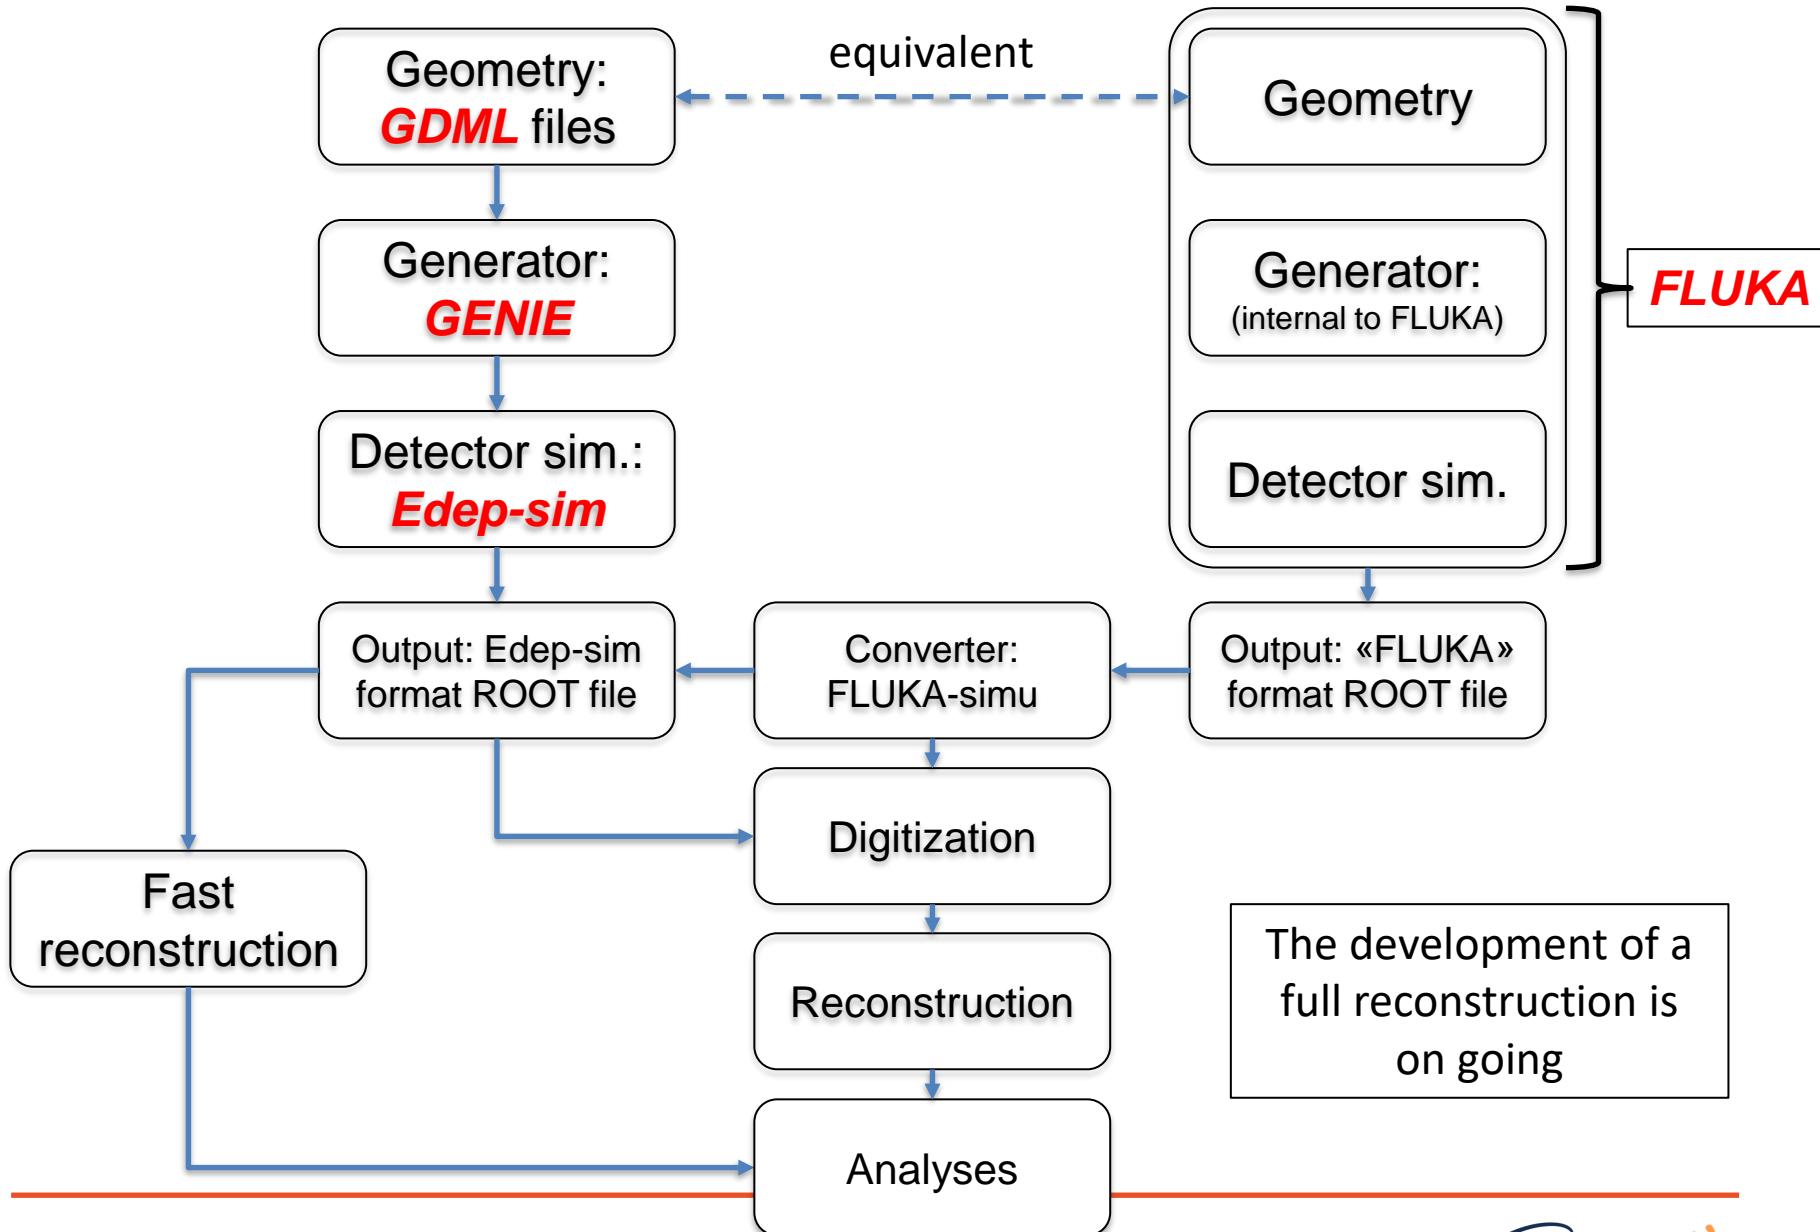 Geometry:
GDML files
equivalent
Geometry
Generator:
GENIE
Generator:
(internal to FLUKA)
FLUKA
Detector sim.:
Edep-sim
Detector sim.
Output: Edep-sim
format ROOT file
Converter:
FLUKA-simu
Output: «FLUKA»
format ROOT file
Digitization
Fast
reconstruction
Reconstruction
The development of a
full reconstruction is
on going
Analyses